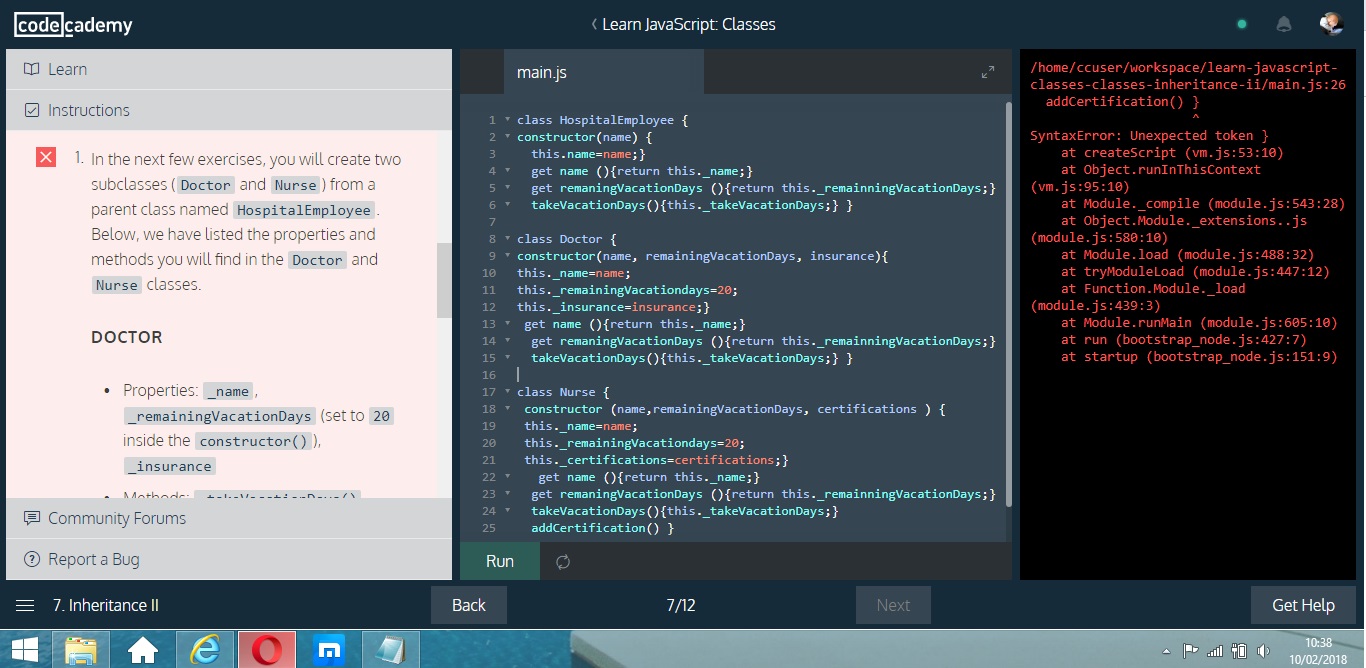 codecademy
< Learn JavaScript: Classes
Learn
Instructions
1. In the next few exercises, you will create two
subclasses ( Doctor and Nurse ) from a
parent class named HospitalEmployee .
Below, we have listed the properties and
methods you will find in the Doctor and
Nurse classes.
DOCTOR
• Properties: _name ,
_remainingVacationDays (set to 20
inside the constructor() ),
_insurance
• Methods: .takeVacationDays()
Community Forums
? Report a Bug
main.js
1 class HospitalEmployee {
2 constructor(name) {
3 this.name=name;}
4 get name (){return this._name;}
5 get remaningVacationDays (){return this._remainningVacationDays;}
6 takeVacationDays(){this._takeVacationDays;} }
7
8 class Doctor {
9 constructor(name, remainingVacationDays, insurance){
10 this._name=name;
11 this._remainingVacationdays=20;
12 this._insurance=insurance;}
13 get name (){return this._name;}
14 get remaningVacationDays (){return this._remainningVacationDays;}
15 takeVacationDays(){this._takeVacationDays;} }
16
17 class Nurse {
18 constructor (name,remainingVacationDays, certifications ) {
19 this._name=name;
20 this._remainingVacationdays=20;
21 this._certifications=certifications;}
22 get name (){return this._name;}
23 get remaningVacationDays (){return this._remainningVacationDays;}
24 takeVacationDays(){this._takeVacationDays;}
25 addCertification() }
Run
/home/ccuser/workspace/learn-javascript-
classes-classes-inheritance-ii/main.js:26
addCertification() }
^
SyntaxError: Unexpected token }
at createScript (vm.js:53:10)
at Object.runInThisContext
(vm.js:95:10)
at Module._compile (module.js:543:28)
at Object.Module._extensions..js
(module.js:580:10)
at Module.load (module.js:488:32)
at tryModuleLoad (module.js:447:12)
at Function.Module._load
(module.js:439:3)
at Module.runMain (module.js:605:10)
at run (bootstrap_node.js:427:7)
at startup (bootstrap_node.js:151:9)
7. Inheritance II
Back
7/12
Next
Get Help
10:38
10/02/2018